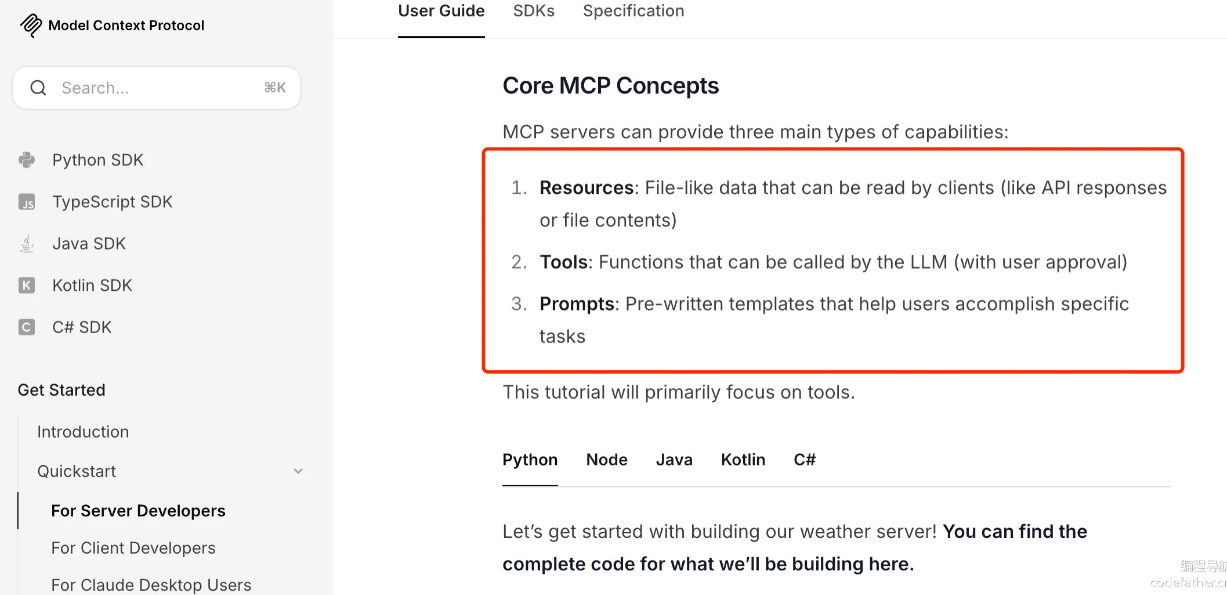 Model Context Protocol
Search...
⌘K
Python SDK
TypeScript SDK
Java SDK
Kotlin SDK
C# SDK
Get Started
Introduction
Quickstart
For Server Developers
For Client Developers
For Claude Desktop Users
User Guide
SDKs
Specification
Core MCP Concepts
MCP servers can provide three main types of capabilities:
1. Resources: File-like data that can be read by clients (like API responses
or file contents)
2. Tools: Functions that can be called by the LLM (with user approval)
3. Prompts: Pre-written templates that help users accomplish specific
tasks
This tutorial will primarily focus on tools.
Python
Node
Java
Kotlin
C#
Let’s get started with building our weather server! You can find the
complete code for what we’ll be building here.
编程导航
codefather.cn